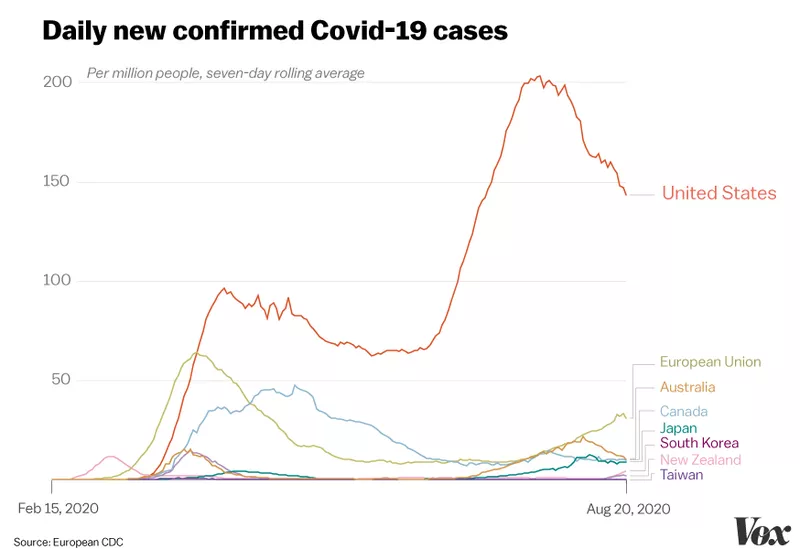 Daily new confirmed Covid-19 cases
Per million people, seven-day rolling average
200
150
100
50
United States
European Union
Australia
Canada
Japan
South Korea
New Zealand
Taiwan
Feb 15, 2020
Aug 20, 2020
Source: European CDC
Vox